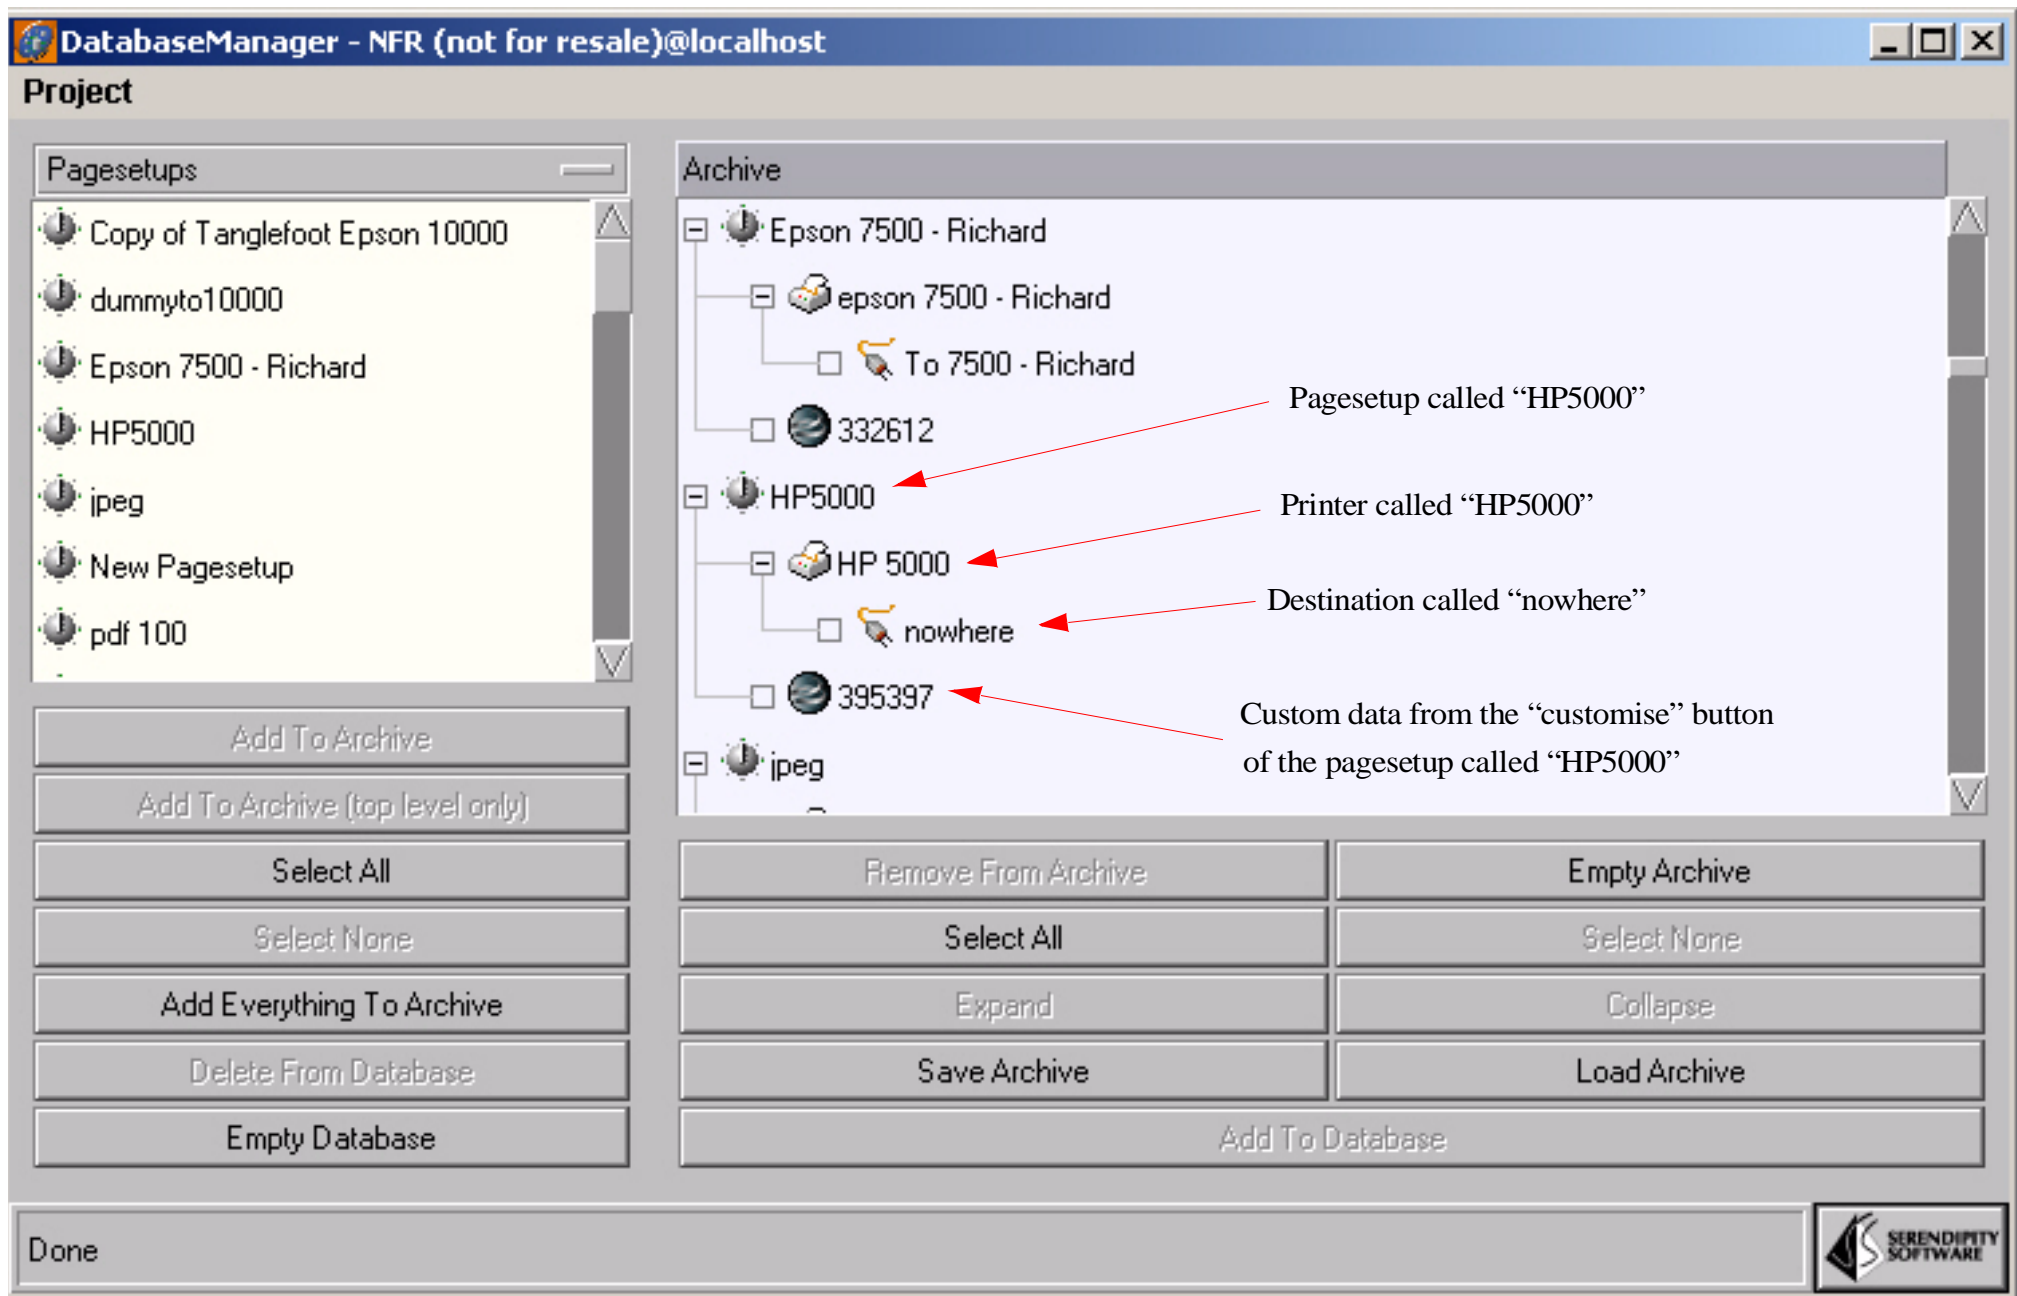 DatabaseManager - NFR (not for resale)@localhost
Project
Pagesetups
Copy of Tanglefoot Epson 10000
dummyto10000
Epson 7500 - Richard
HP5000
jpeg
New Pagesetup
pdf 100
Add To Archive
Add To Archive (top level only)
Select All
Select None
Add Everything To Archive
Delete From Database
Empty Database
Archive
Epson 7500 - Richard
epson 7500 - Richard
To 7500 - Richard
332612
HP5000
HP 5000
nowhere
395397
jpeg
Pagesetup called “HP5000”
Printer called “HP5000”
Destination called “nowhere”
Custom data from the “customise” button
of the pagesetup called “HP5000”
Remove From Archive
Empty Archive
Select All
Select None
Expand
Collapse
Save Archive
Load Archive
Add To Database
Done
SERENDIPITY
SOFTWARE